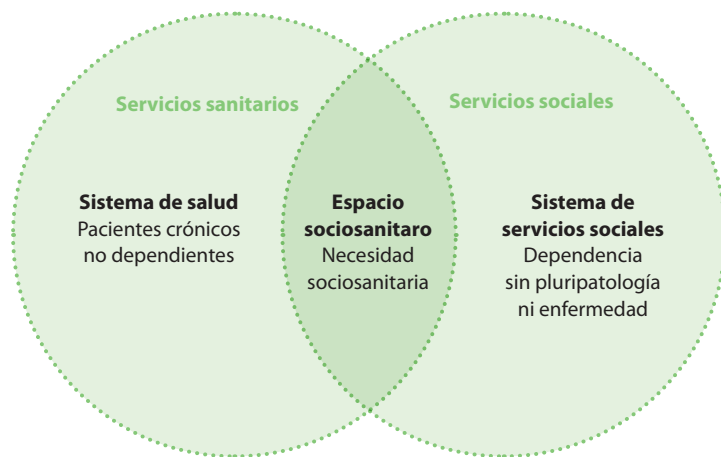 Servicios sanitarios
Servicios sociales
Sistema de salud
Pacientes crónicos
no dependientes
Espacio
sociosanitaro
Necesidad
sociosanitaria
Sistema de
servicios sociales
Dependencia
sin pluripatología
ni enfermedad